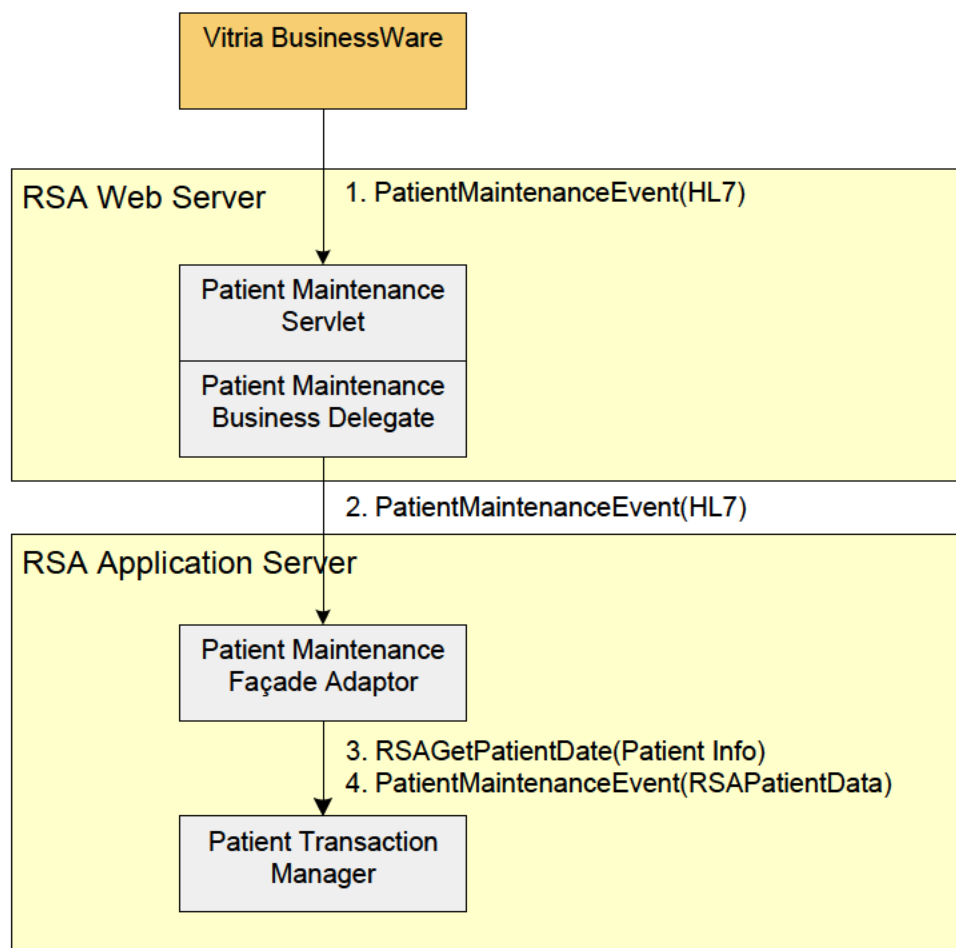 Vitria BusinessWare
RSA Web Server
1. PatientMaintenanceEvent(HL7)
Patient Maintenance
Servlet
Patient Maintenance
Business Delegate
2. PatientMaintenanceEvent(HL7)
RSA Application Server
Patient Maintenance
Façade Adaptor
3. RSAGetPatientDate(Patient Info)
4. PatientMaintenanceEvent(RSAPatientData)
Patient Transaction
Manager